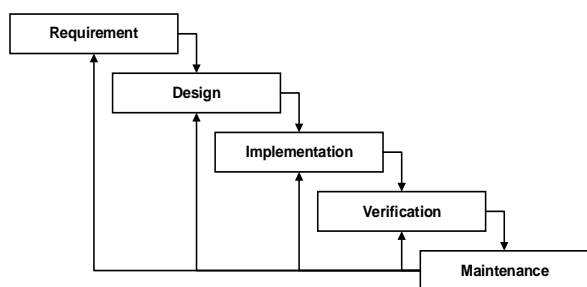 Requirement
Design
Implementation
Verification
Maintenance